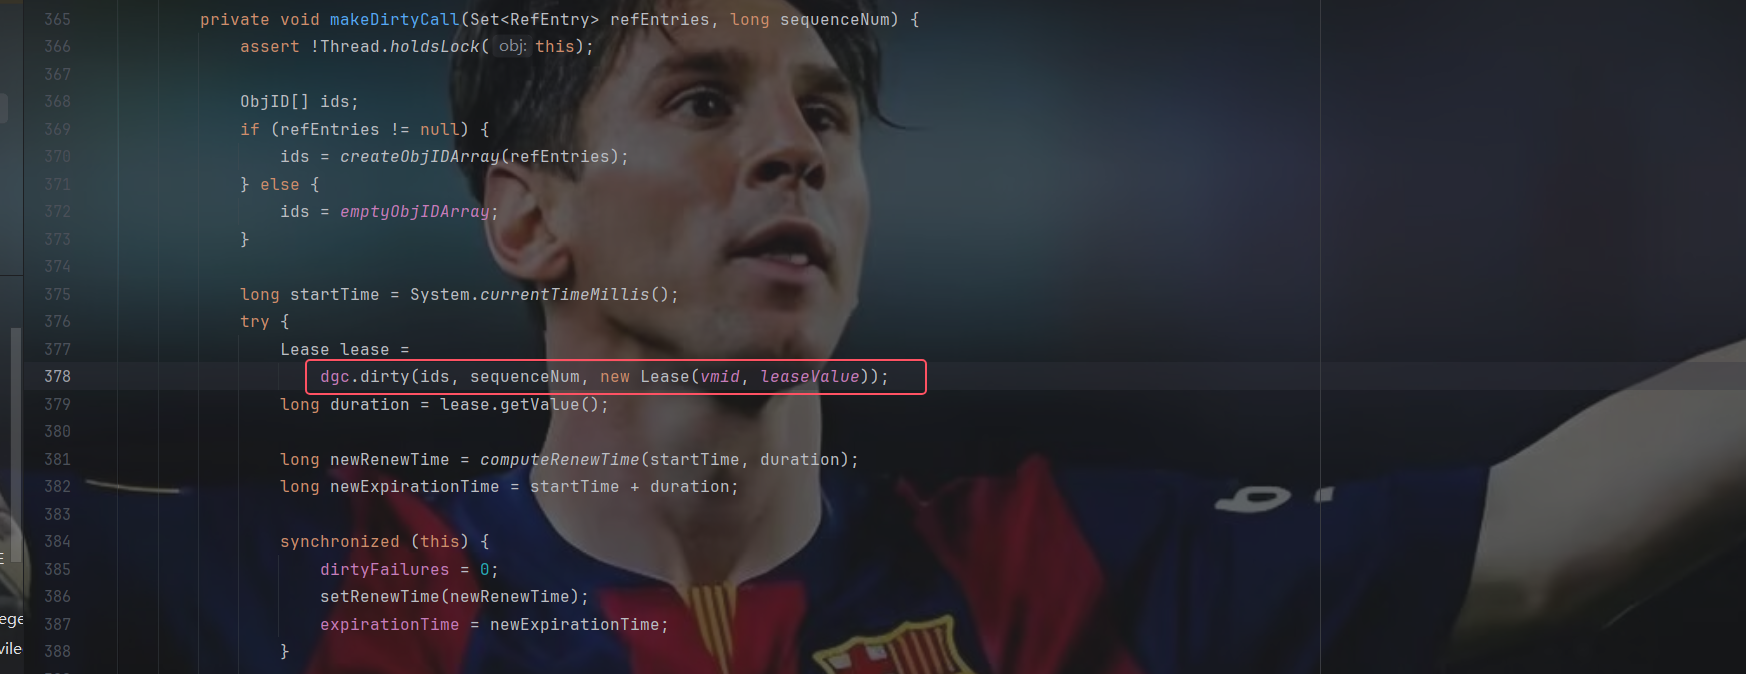 365 private void makeDirtyCall(Set<RefEntry> refEntries, long sequenceNum) {
366 assert !Thread.holdsLock( obj: this);
367
368 ObjID[] ids;
369 if (refEntries != null) {
370 ids = createObjIDArray(refEntries);
371 } else {
372 ids = emptyObjIDArray;
373 }
374
375 long startTime = System.currentTimeMillis();
376 try {
377 Lease lease =
378 dgc.dirty(ids, sequenceNum, new Lease(vmid, leaseValue));
379 long duration = lease.getValue();
380
381 long newRenewTime = computeRenewTime(startTime, duration);
382 long newExpirationTime = startTime + duration;
383
384 synchronized (this) {
385 dirtyFailures = 0;
386 setRenewTime(newRenewTime);
ege
387 expirationTime = newExpirationTime;
vile
388 }